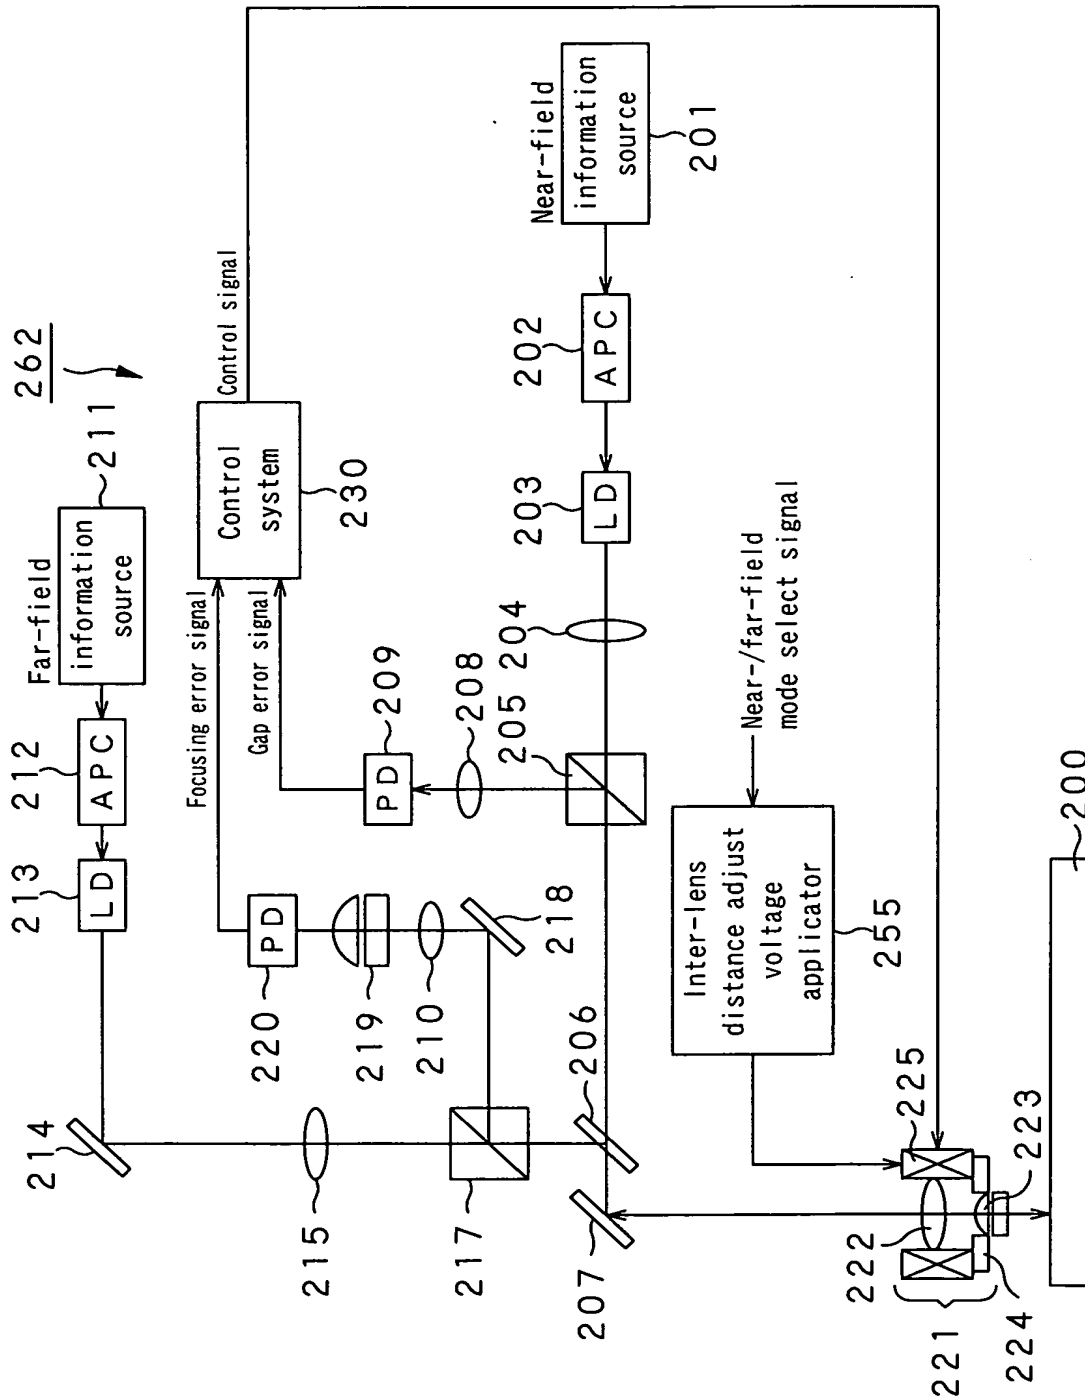 262
Far-field
information
source
211
APC
212
LD
213
214
215
217
Focusing error signal
Gap error signal
Control
system
230
Control signal
PD
220
219
210
218
PD
209
208
205
204
LD
203
APC
202
Near-field
information
source
201
206
207
Near-/far-field
mode select signal
Inter-lens
distance adjust
voltage
applicator
255
225
223
222
221
224
200